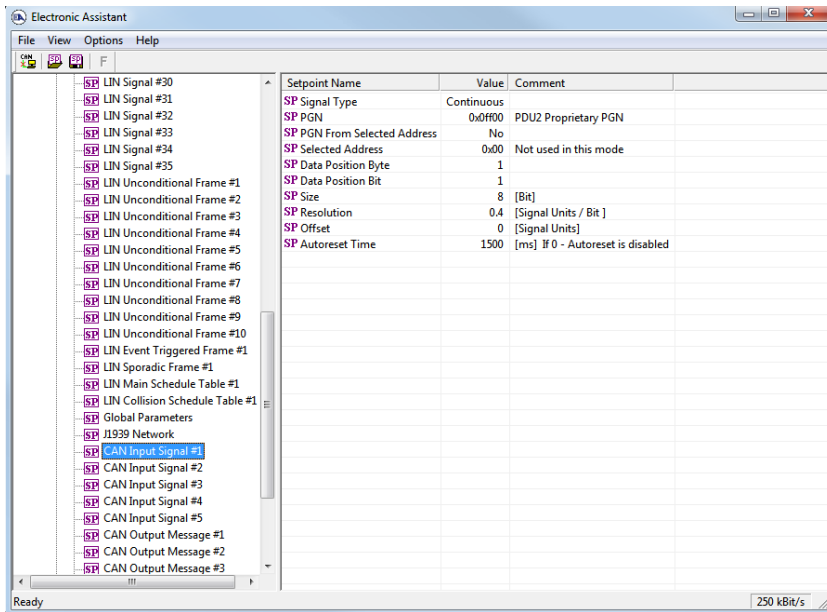 Electronic Assistant
File View Options Help
CAN SP SP F
SP LIN Signal #30
SP LIN Signal #31
SP LIN Signal #32
SP LIN Signal #33
SP LIN Signal #34
SP LIN Signal #35
SP LIN Unconditional Frame #1
SP LIN Unconditional Frame #2
SP LIN Unconditional Frame #3
SP LIN Unconditional Frame #4
SP LIN Unconditional Frame #5
SP LIN Unconditional Frame #6
SP LIN Unconditional Frame #7
SP LIN Unconditional Frame #8
SP LIN Unconditional Frame #9
SP LIN Unconditional Frame #10
SP LIN Event Triggered Frame #1
SP LIN Sporadic Frame #1
SP LIN Main Schedule Table #1
SP LIN Collision Schedule Table #1
SP Global Parameters
SP J1939 Network
SP CAN Input Signal #1
SP CAN Input Signal #2
SP CAN Input Signal #3
SP CAN Input Signal #4
SP CAN Input Signal #5
SP CAN Output Message #1
SP CAN Output Message #2
SP CAN Output Message #3
Setpoint Name Value Comment
SP Signal Type Continuous
SP PGN 0x0ff00 PDU2 Proprietary PGN
SP PGN From Selected Address No
SP Selected Address 0x00 Not used in this mode
SP Data Position Byte 1
SP Data Position Bit 1
SP Size 8 [Bit]
SP Resolution 0.4 [Signal Units / Bit ]
SP Offset 0 [Signal Units]
SP Autoreset Time 1500 [ms] If 0 - Autoreset is disabled
Ready 250 kBit/s